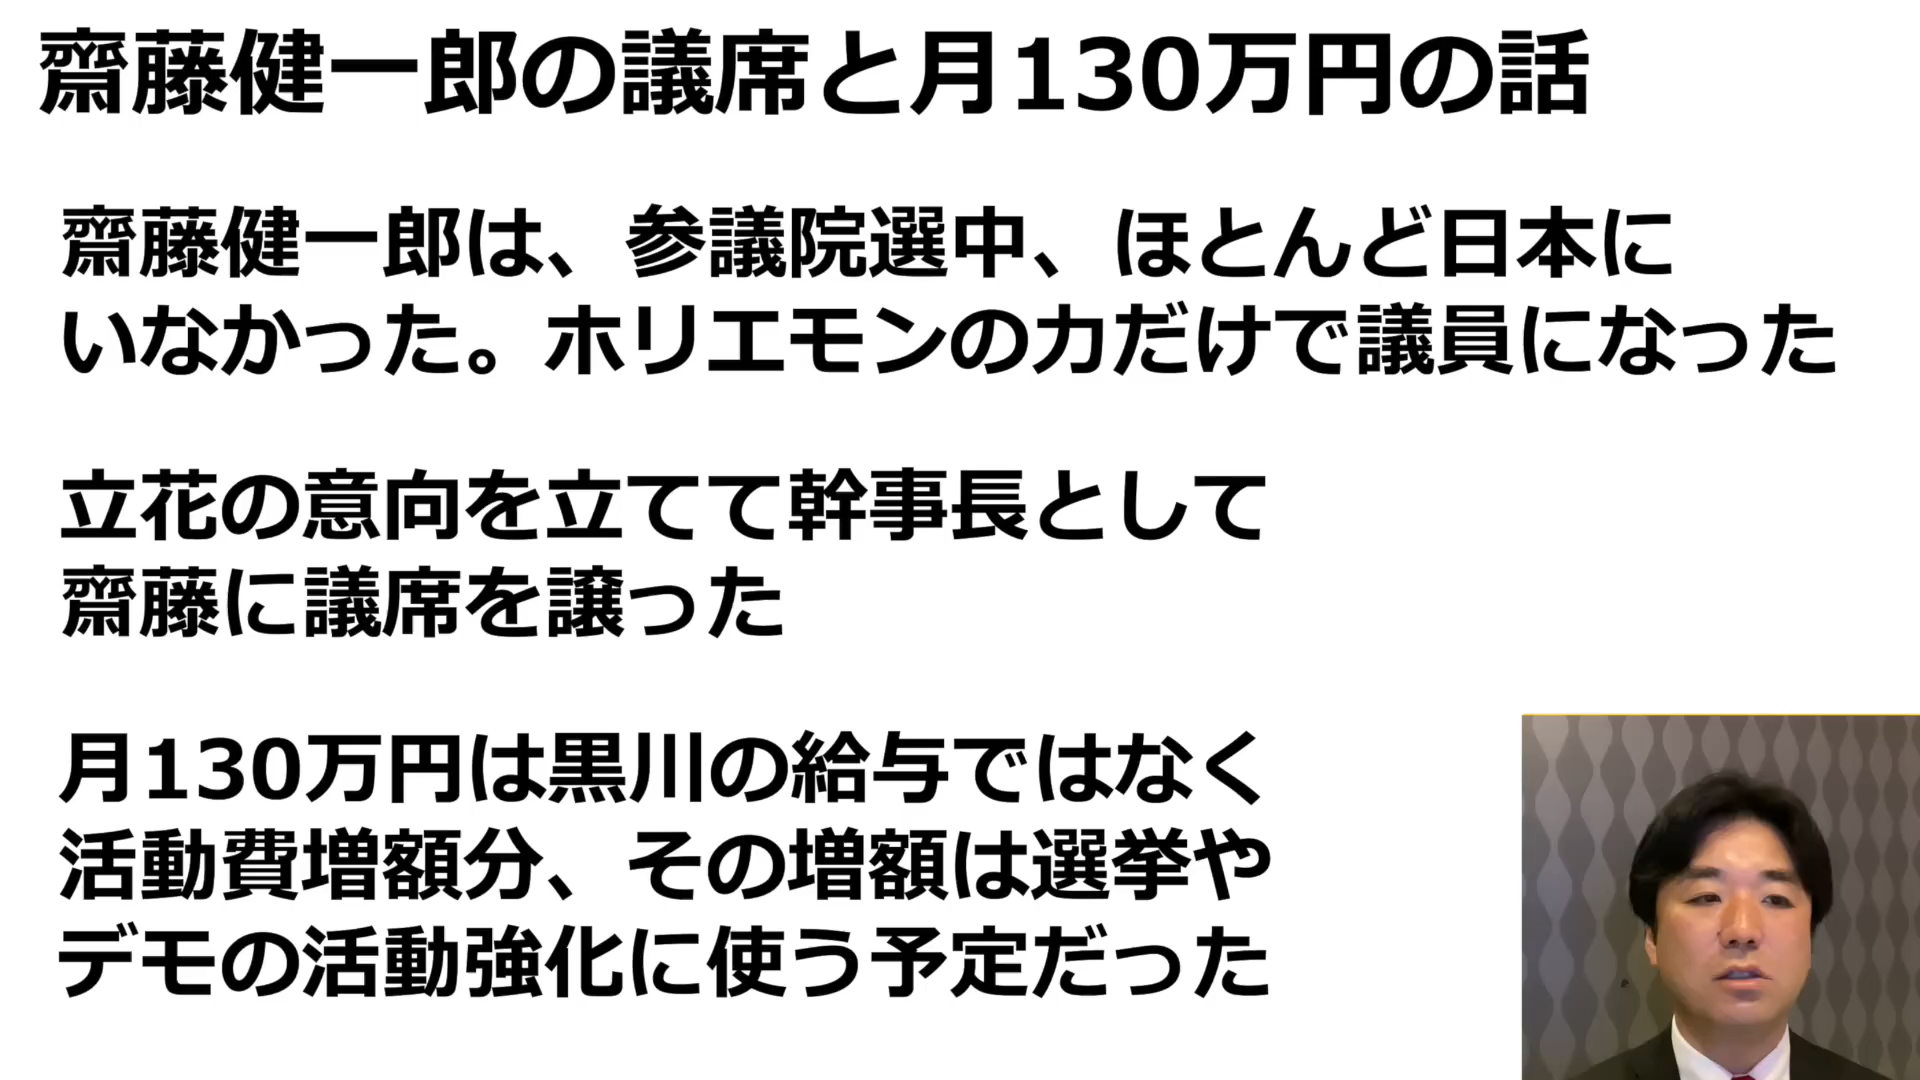 齋藤健一郎の議席と月130万円の話
齋藤健一郎は、参議院選中、ほとんど日本に
いなかった。ホリエモンの力だけで議員になった
立花の意向を立てて幹事長として
齋藤に議席を譲った
月130万円は黒川の給与ではなく
活動費増額分、その増額は選挙や
デモの活動強化に使う予定だった